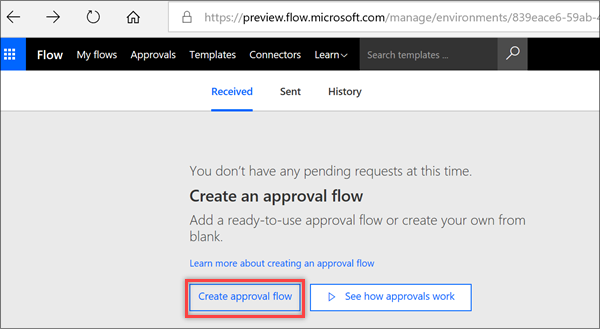 https://preview.flow.microsoft.com/manage/environments/839eace6-59ab-4
Flow My flows Approvals Templates Connectors Learn Search templates ...
Received Sent History
You don't have any pending requests at this time.
Create an approval flow
Add a ready-to-use approval flow or create your own from
blank.
Learn more about creating an approval flow
Create approval flow See how approvals work